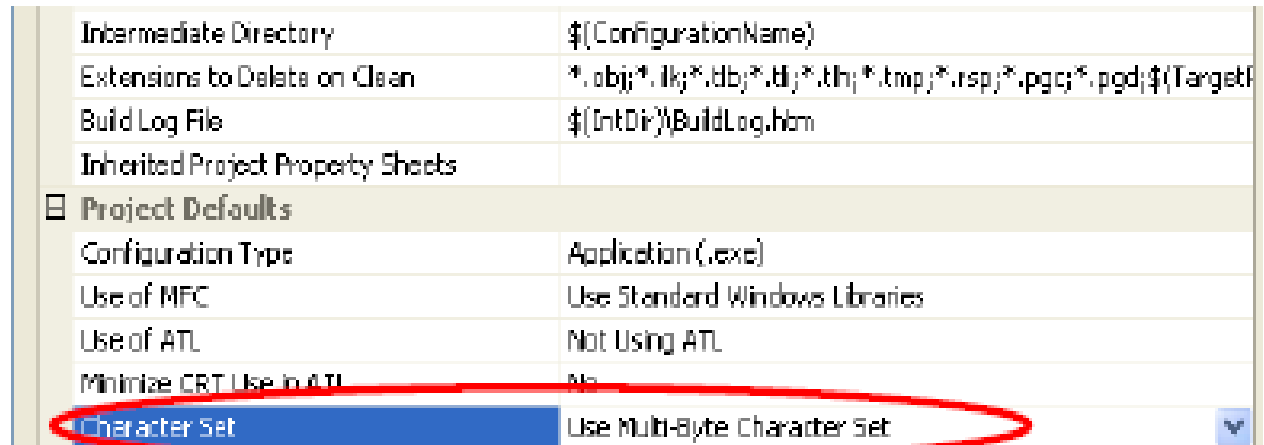 Intermediate Directory $(ConfigurationName)
Extensions to Delete on Clean *.obj;*.ilk;*.tlb;*.tli;*.tlh;*.tmp;*.rsp;*.pgc;*.pgd;$(TargetP
Build Log File $(IntDir)\BuildLog.htm
Inherited Project Property Sheets
Project Defaults
Configuration Type Application (.exe)
Use of MFC Use Standard Windows Libraries
Use of ATL Not Using ATL
Minimize CRT Use in ATL No
Character Set Use Multi-Byte Character Set